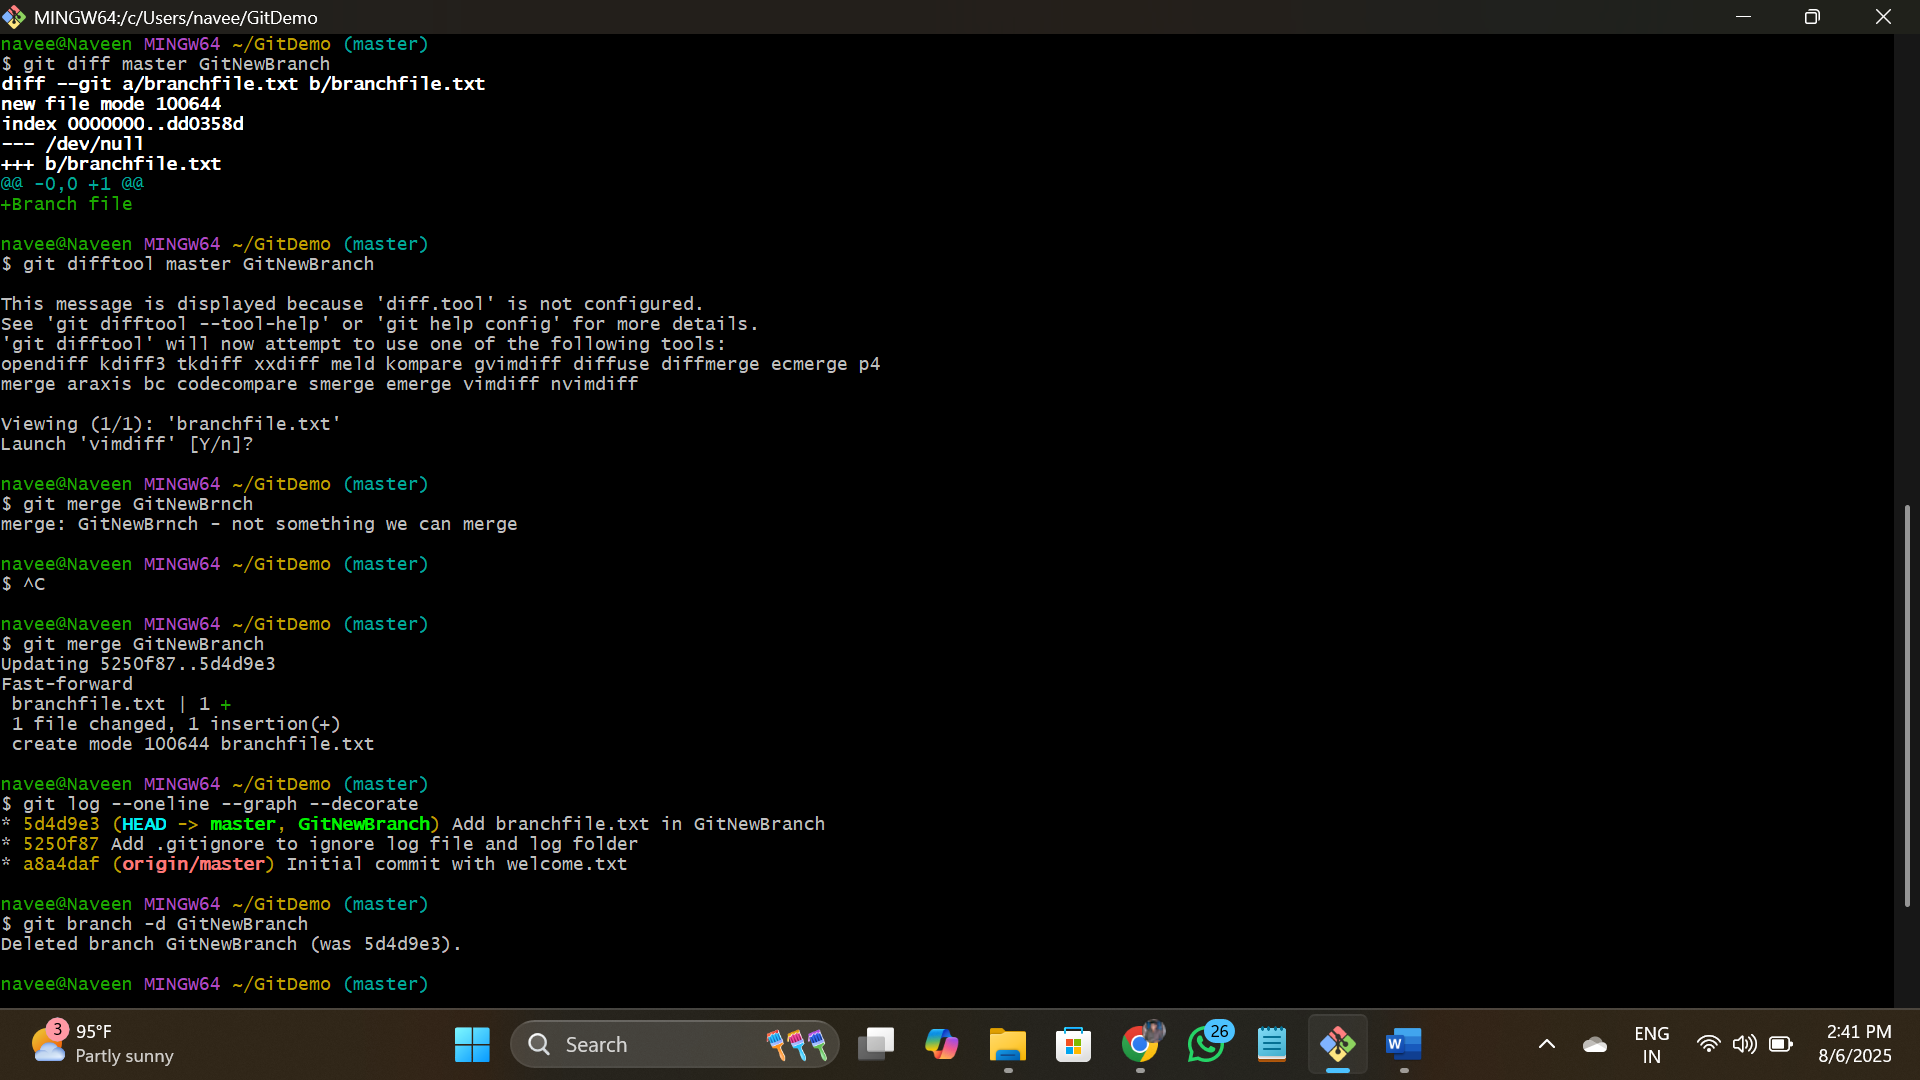 MINGW64:/c/Users/navee/GitDemo
navee@Naveen MINGW64 ~/GitDemo (master)
$ git diff master GitNewBranch
diff --git a/branchfile.txt b/branchfile.txt
new file mode 100644
index 0000000..dd0358d
--- /dev/null
+++ b/branchfile.txt
@@ -0,0 +1 @@
+Branch file
navee@Naveen MINGW64 ~/GitDemo (master)
$ git difftool master GitNewBranch
This message is displayed because 'diff.tool' is not configured.
See 'git difftool --tool-help' or 'git help config' for more details.
'git difftool' will now attempt to use one of the following tools:
opendiff kdiff3 tkdiff xxdiff meld kompare gvimdiff diffuse diffmerge ecmerge p4
merge araxis bc codecompare smerge emerge vimdiff nvimdiff
Viewing (1/1): 'branchfile.txt'
Launch 'vimdiff' [Y/n]?
navee@Naveen MINGW64 ~/GitDemo (master)
$ git merge GitNewBrnch
merge: GitNewBrnch - not something we can merge
navee@Naveen MINGW64 ~/GitDemo (master)
$ ^C
navee@Naveen MINGW64 ~/GitDemo (master)
$ git merge GitNewBranch
Updating 5250f87..5d4d9e3
Fast-forward
 branchfile.txt | 1 +
 1 file changed, 1 insertion(+)
 create mode 100644 branchfile.txt
navee@Naveen MINGW64 ~/GitDemo (master)
$ git log --oneline --graph --decorate
* 5d4d9e3 (HEAD -> master, GitNewBranch) Add branchfile.txt in GitNewBranch
* 5250f87 Add .gitignore to ignore log file and log folder
* a8a4daf (origin/master) Initial commit with welcome.txt
navee@Naveen MINGW64 ~/GitDemo (master)
$ git branch -d GitNewBranch
Deleted branch GitNewBranch (was 5d4d9e3).
navee@Naveen MINGW64 ~/GitDemo (master)
3
95°F
Partly sunny
Search
26
W
ENG
IN
2:41 PM
8/6/2025